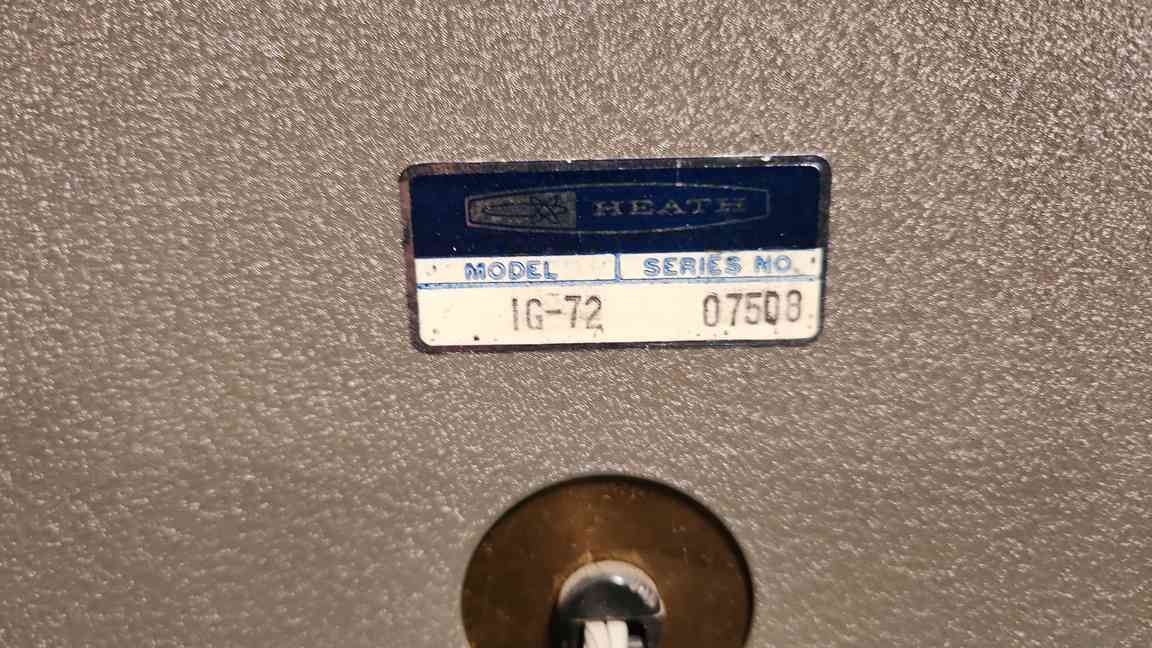 HEATH
MODEL SERIES NO.
IG-72 07508